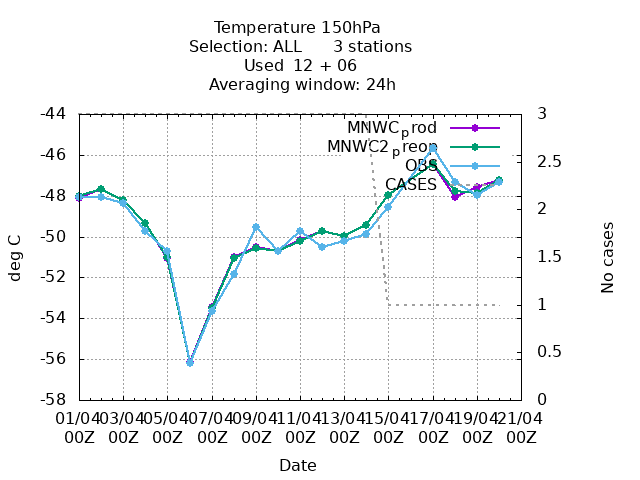 Temperature 150hPa
Selection: ALL 3 stations
Used 12 + 06
Averaging window: 24h
-44
-46
-48
-50
-52
-54
-56
-58
deg C
3
2.5
2
1.5
1
0.5
0
No cases
MNWCprod
MNWC2preop
OBS
CASES
01/04 03/04 05/04 07/04 09/04 11/04 13/04 15/04 17/04 19/04 21/04
00Z 00Z 00Z 00Z 00Z 00Z 00Z 00Z 00Z 00Z 00Z
Date